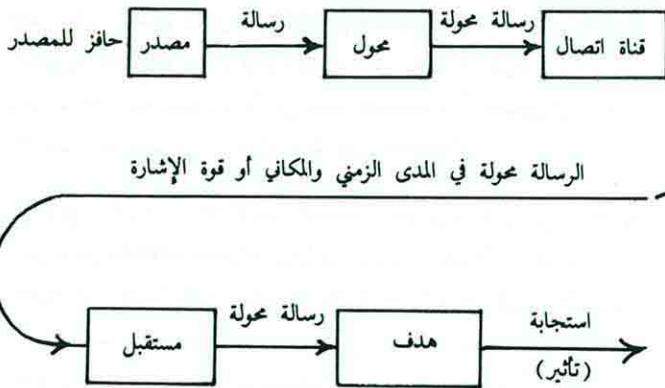 حافز للمصدر
مصدر
رسالة
محول
رسالة محولة
قناة اتصال
الرسالة محولة في المدى الزمني والمكاني أو قوة الإشارة
مستقبل
رسالة محولة
هدف
استجابة
(تأثير)